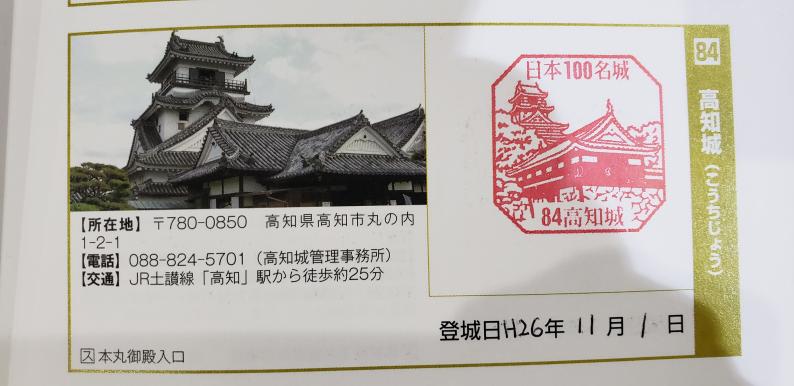 84 高知城（こうちじょう）
日本100名城
84高知城
【所在地】〒780-0850 高知県高知市丸の内
1-2-1
【電話】088-824-5701（高知城管理事務所）
【交通】JR土讃線「高知」駅から徒歩約25分
登城日H26年 11月 1日
ス本丸御殿入口